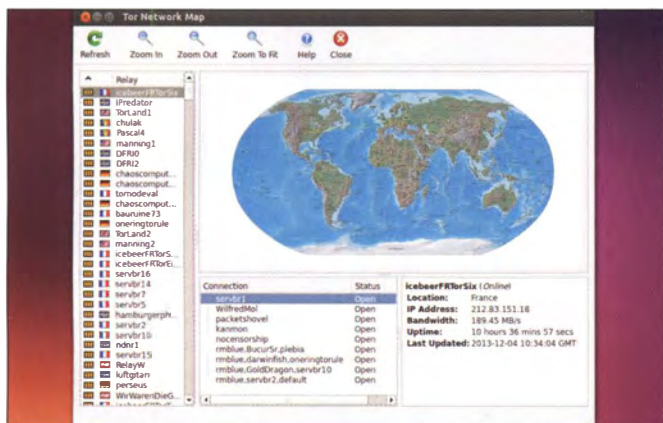 Tor Network Map
Refresh Zoom In Zoom Out Zoom To Fit Help Close
Relay
icebeerFRTorSix
iPredator
TorLand1
chulak
Pascal4
manning1
DFRI0
DFRI2
chaoscomput...
chaoscomput...
tornodeval
chaoscomput...
bauruine73
oneringtorule
TorLand2
manning2
icebeerFRTorS...
icebeerFRTorEi...
servbr16
servbr14
servbr7
servbr5
hamburgerph...
servbr2
servbr10
ndnr1
servbr15
RelayW
luftgitarr
perseus
WirWarenDieG...
Connection Status
servbr1 Open
WilfredMol Open
packetshovel Open
kanmon Open
nocensorship Open
rmblue,BucurSr,plebia Open
rmblue,darwinfish,oneringtorule Open
rmblue,GoldDragon,servbr10 Open
rmblue,servbr2,default Open
icebeerFRTorSix (Online)
Location: France
IP Address: 212.83.151.18
Bandwidth: 189.45 MB/s
Uptime: 10 hours 36 mins 57 secs
Last Updated: 2013-12-04 10:34:04 GMT